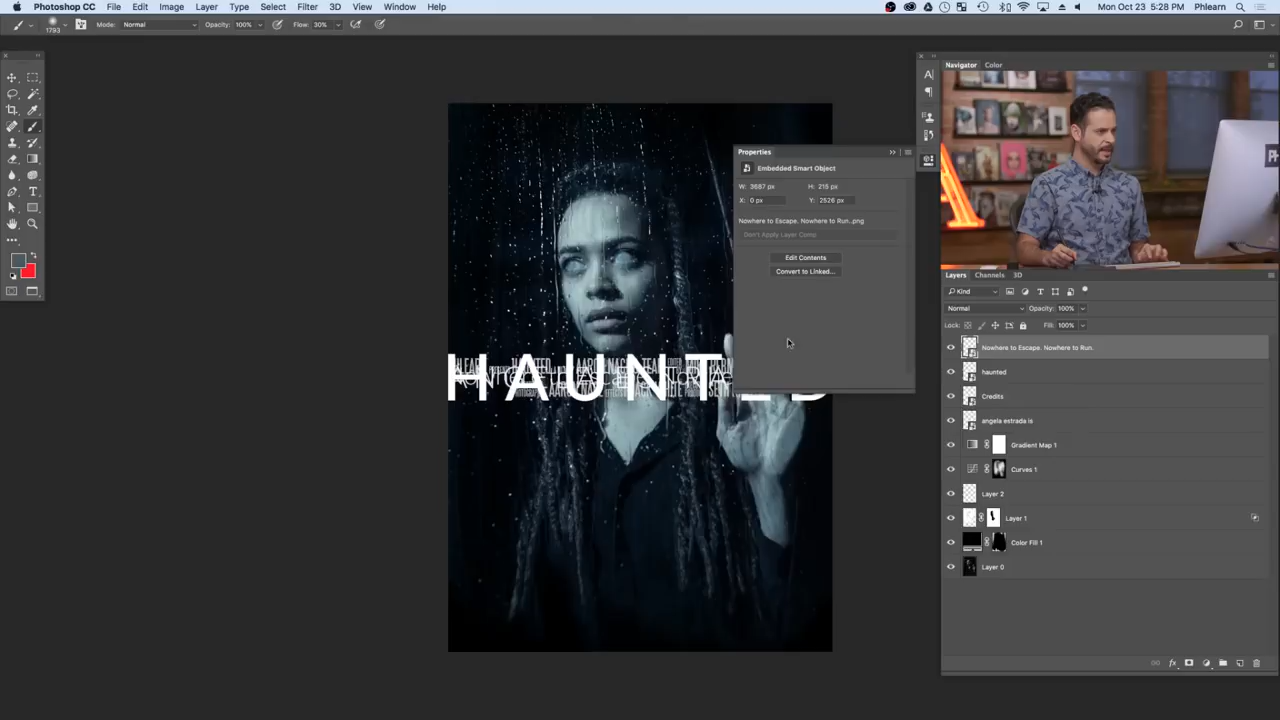 Photoshop CC File Edit Image Layer Type Select Filter 3D View Window Help Mon Oct 23 5:28 PM Phlearn
1793 Mode: Normal Opacity: 100% Flow: 30%
Navigator Color
Properties
Embedded Smart Object
W: 3687 px H: 215 px
X: 0 px Y: 2526 px
Nowhere to Escape. Nowhere to Run..png
Don't Apply Layer Comp
Edit Contents
Convert to Linked...
HAUNTED
Layers Channels 3D
Kind
Normal Opacity: 100%
Lock: Fill: 100%
Nowhere to Escape. Nowhere to Run.
haunted
Credits
angela estrada is
Gradient Map 1
Curves 1
Layer 2
Layer 1
Color Fill 1
Layer 0